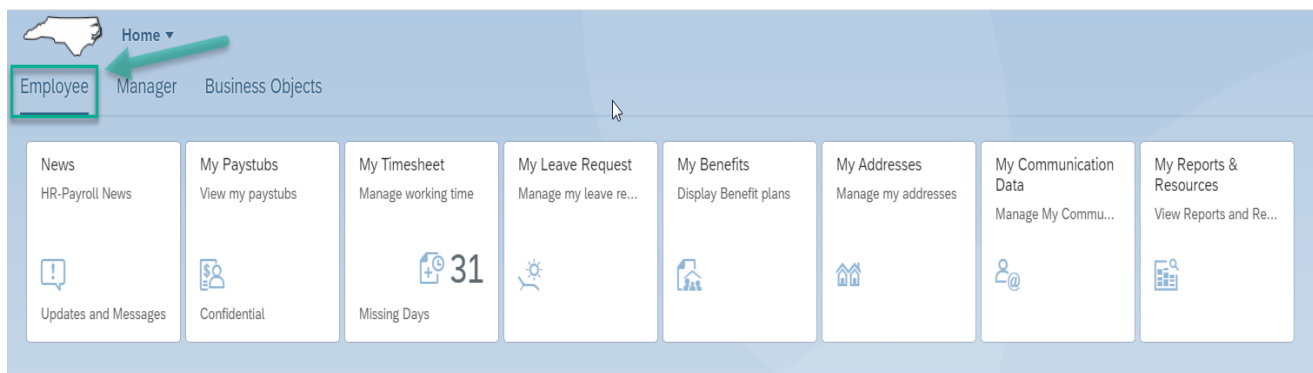 Home
Employee Manager Business Objects
News
HR-Payroll News
Updates and Messages
My Paystubs
View my paystubs
Confidential
My Timesheet
Manage working time
31
Missing Days
My Leave Request
Manage my leave re...
My Benefits
Display Benefit plans
My Addresses
Manage my addresses
My Communication
Data
Manage My Commu...
My Reports &
Resources
View Reports and Re...